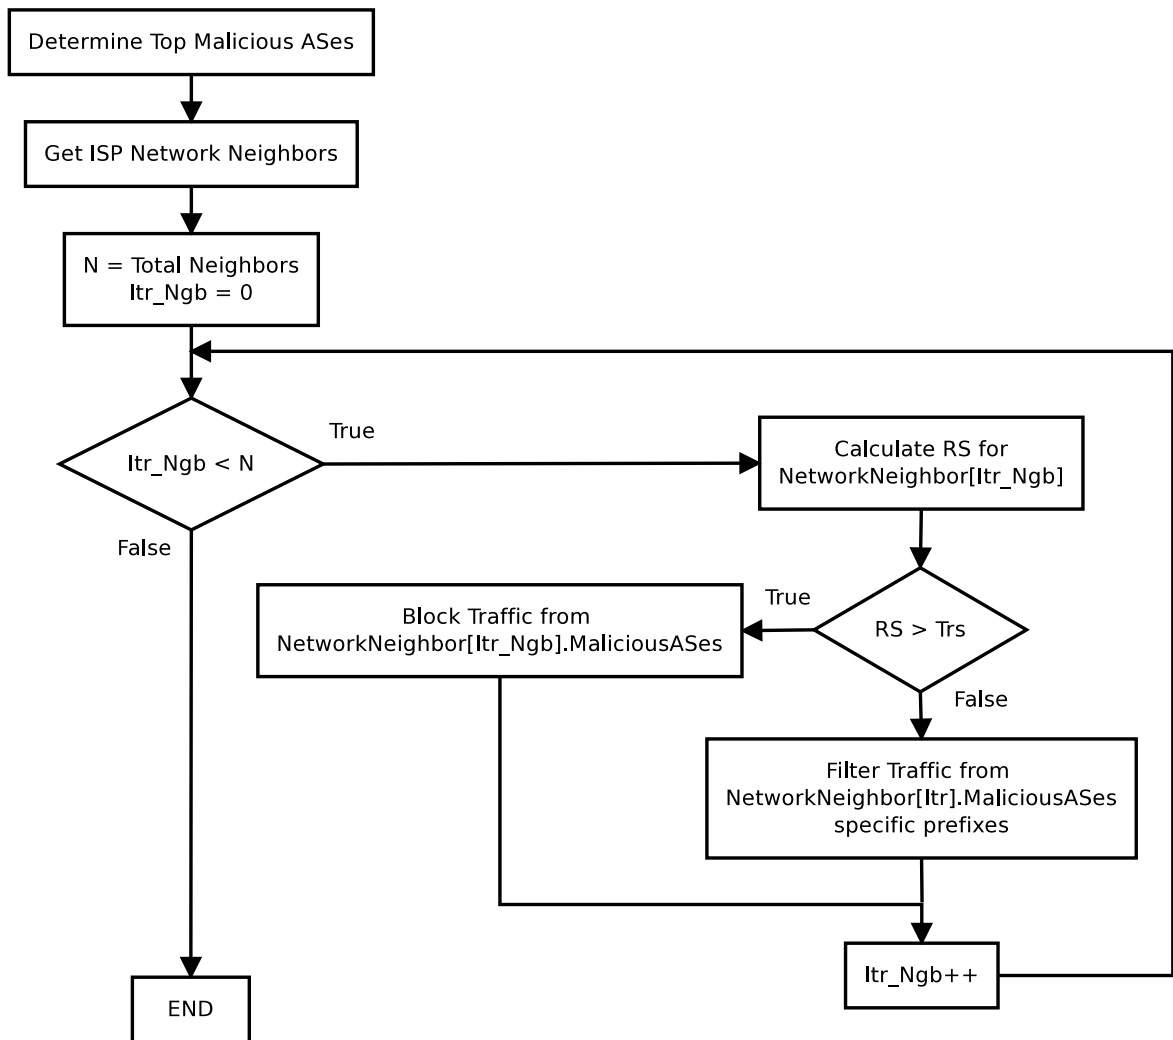 Determine Top Malicious ASes
Get ISP Network Neighbors
N = Total Neighbors
Itr_Ngb = 0
Itr_Ngb < N
True
False
Calculate RS for
NetworkNeighbor[Itr_Ngb]
RS > Trs
True
False
Block Traffic from
NetworkNeighbor[Itr_Ngb].MaliciousASes
Filter Traffic from
NetworkNeighbor[Itr].MaliciousASes
specific prefixes
Itr_Ngb++
END